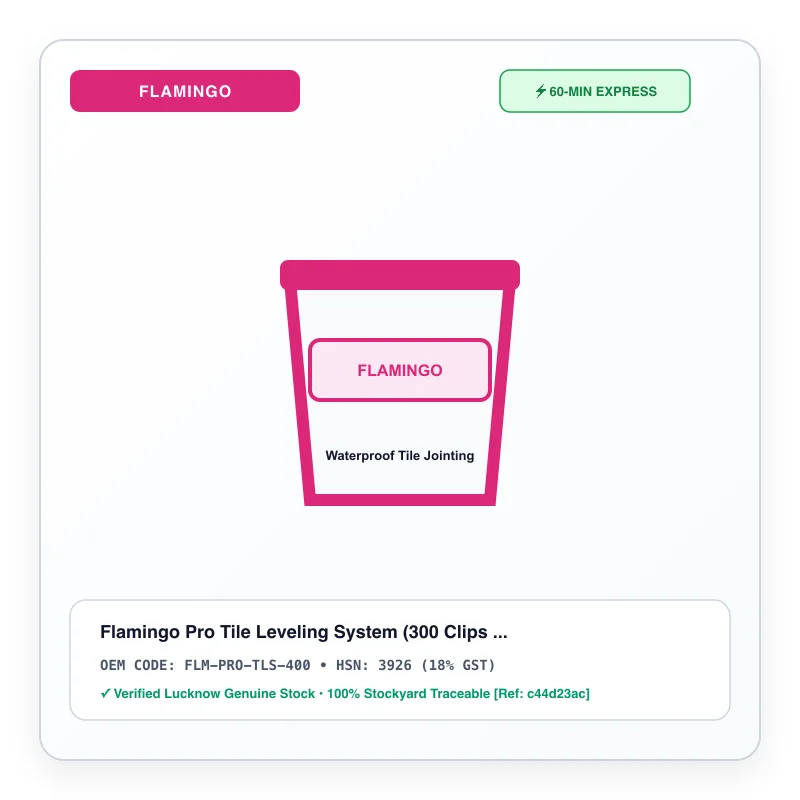 FLAMINGO
⚡60-MIN EXPRESS
FLAMINGO
Waterproof Tile Jointing
Flamingo Pro Tile Leveling System (300 Clips ...
OEM CODE: FLM-PRO-TLS-400 • HSN: 3926 (18% GST)
✓ Verified Lucknow Genuine Stock • 100% Stockyard Traceable [Ref: c44d23ac]